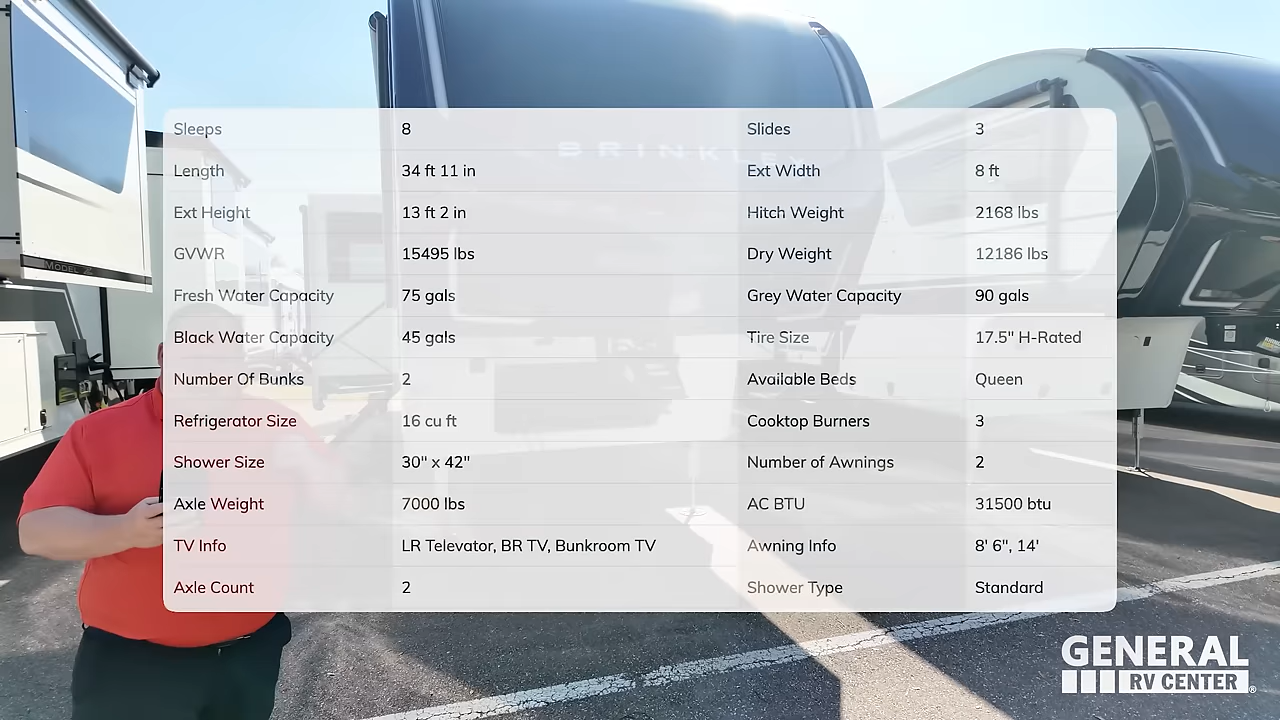 BRINKLEY
MODEL Z
Sleeps 8 Slides 3
Length 34 ft 11 in Ext Width 8 ft
Ext Height 13 ft 2 in Hitch Weight 2168 lbs
GVWR 15495 lbs Dry Weight 12186 lbs
Fresh Water Capacity 75 gals Grey Water Capacity 90 gals
Black Water Capacity 45 gals Tire Size 17.5" H-Rated
Number Of Bunks 2 Available Beds Queen
Refrigerator Size 16 cu ft Cooktop Burners 3
Shower Size 30" x 42" Number of Awnings 2
Axle Weight 7000 lbs AC BTU 31500 btu
TV Info LR Televator, BR TV, Bunkroom TV Awning Info 8' 6", 14'
Axle Count 2 Shower Type Standard
GENERAL
RV CENTER®